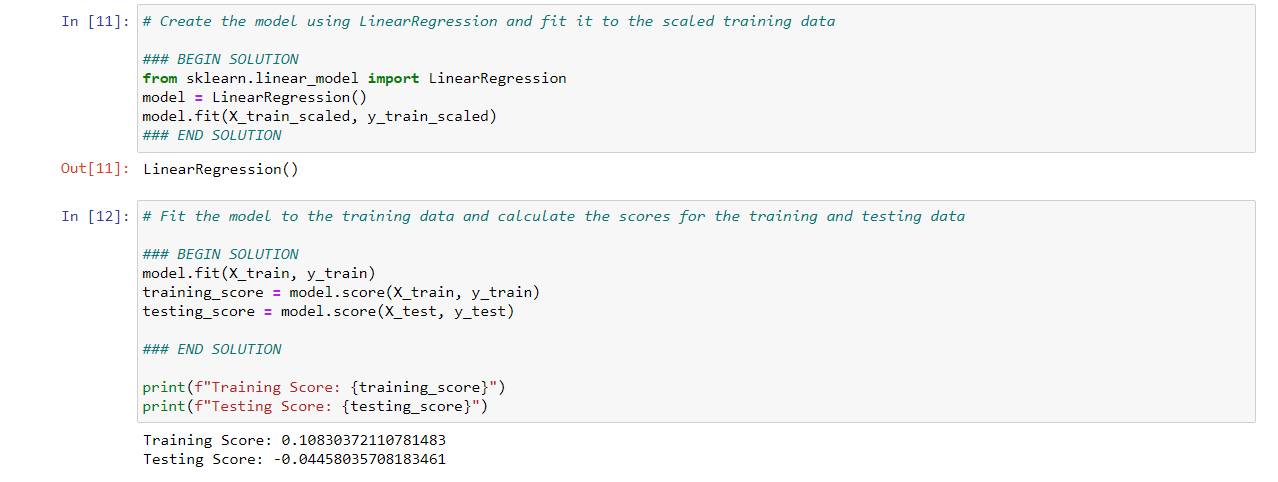 In [11]: # Create the model using LinearRegression and fit it to the scaled training data
### BEGIN SOLUTION
from sklearn.linear_model import LinearRegression
model = LinearRegression()
model.fit(X_train_scaled, y_train_scaled)
### END SOLUTION
Out[11]: LinearRegression()
In [12]: # Fit the model to the training data and calculate the scores for the training and testing data
### BEGIN SOLUTION
model.fit(X_train, y_train)
training_score = model.score(X_train, y_train)
testing_score = model.score(X_test, y_test)
### END SOLUTION
print(f"Training Score: {training_score}")
print(f"Testing Score: {testing_score}")
Training Score: 0.10830372110781483
Testing Score: -0.04458035708183461